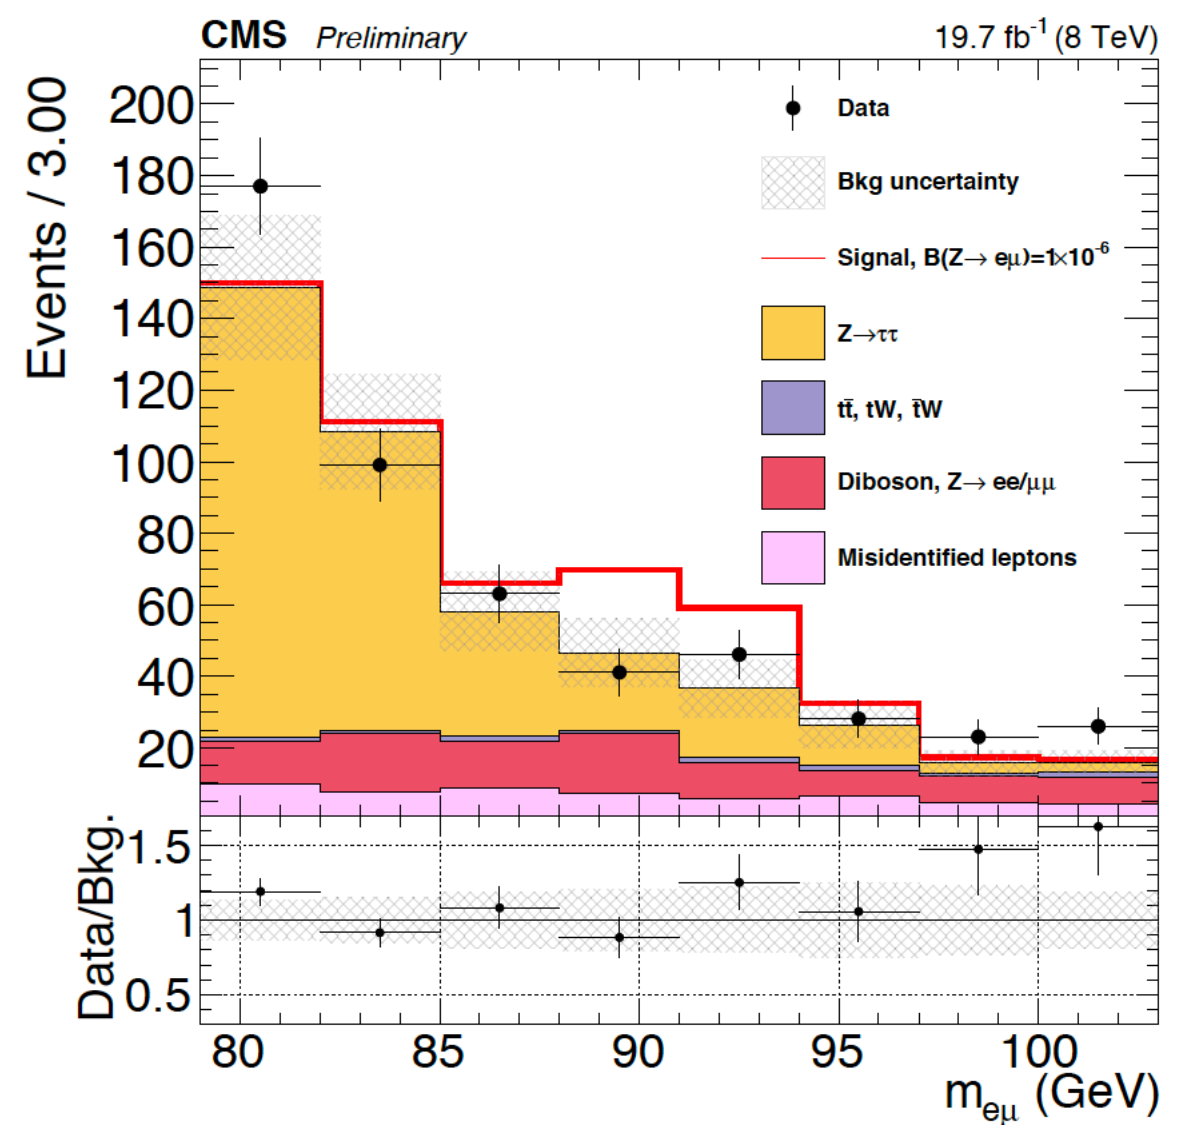 CMS Preliminary 19.7 fb⁻¹ (8 TeV)
Events / 3.00
200
180
160
140
120
100
80
60
40
20
Data
Bkg uncertainty
Signal, B(Z→ eμ)=1×10⁻⁶
Z→ττ
tt̄, tW, t̄W
Diboson, Z→ ee/μμ
Misidentified leptons
Data/Bkg.
1.5
1
0.5
80 85 90 95 100
m_eμ (GeV)